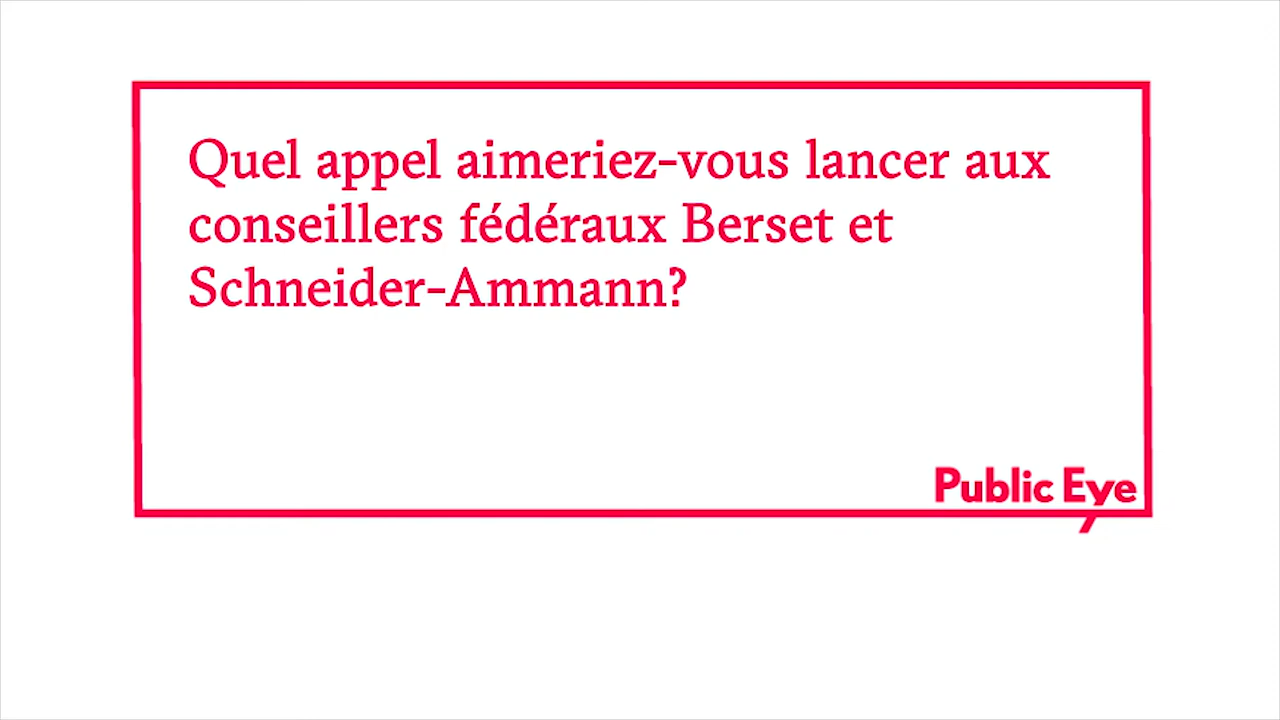 Quel appel aimeriez-vous lancer aux
conseillers fédéraux Berset et
Schneider-Ammann?
Public Eye